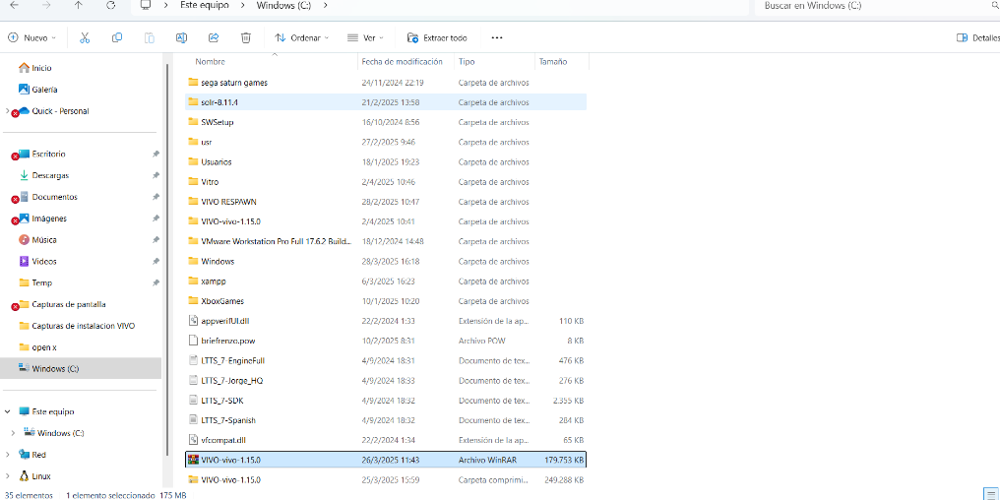 Este equipo > Windows (C:) >
Buscar en Windows (C:)
Nuevo
Ordenar
Ver
Extraer todo
Detalles
Inicio
Galería
Quick - Personal
Escritorio
Descargas
Documentos
Imágenes
Música
Vídeos
Temp
Capturas de pantalla
Capturas de instalacion VIVO
open x
Windows (C:)
Este equipo
Windows (C:)
Red
Linux
Nombre Fecha de modificación Tipo Tamaño
sega saturn games 24/11/2024 22:19 Carpeta de archivos
solr-8.11.4 21/2/2025 13:58 Carpeta de archivos
SWSetup 16/10/2024 8:56 Carpeta de archivos
usr 27/2/2025 9:46 Carpeta de archivos
Usuarios 18/1/2025 19:23 Carpeta de archivos
Vitro 2/4/2025 10:46 Carpeta de archivos
VIVO RESPAWN 28/2/2025 10:47 Carpeta de archivos
VIVO-vivo-1.15.0 2/4/2025 10:41 Carpeta de archivos
VMware Workstation Pro Full 17.6.2 Build... 18/12/2024 14:48 Carpeta de archivos
Windows 28/3/2025 16:18 Carpeta de archivos
xampp 6/3/2025 16:23 Carpeta de archivos
XboxGames 10/1/2025 10:20 Carpeta de archivos
appverifUI.dll 22/2/2024 1:33 Extensión de la ap... 110 KB
briefrenzo.pow 10/2/2025 8:31 Archivo POW 8 KB
LTTS_7-EngineFull 4/9/2024 18:31 Documento de tex... 476 KB
LTTS_7-Jorge_HQ 4/9/2024 18:33 Documento de tex... 276 KB
LTTS_7-SDK 4/9/2024 18:32 Documento de tex... 2.355 KB
LTTS_7-Spanish 4/9/2024 18:32 Documento de tex... 284 KB
vfcompat.dll 22/2/2024 1:34 Extensión de la ap... 65 KB
VIVO-vivo-1.15.0 26/3/2025 11:43 Archivo WinRAR 179.753 KB
VIVO-vivo-1.15.0 25/3/2025 15:59 Carpeta comprimi... 249.288 KB
35 elementos 1 elemento seleccionado 175 MB